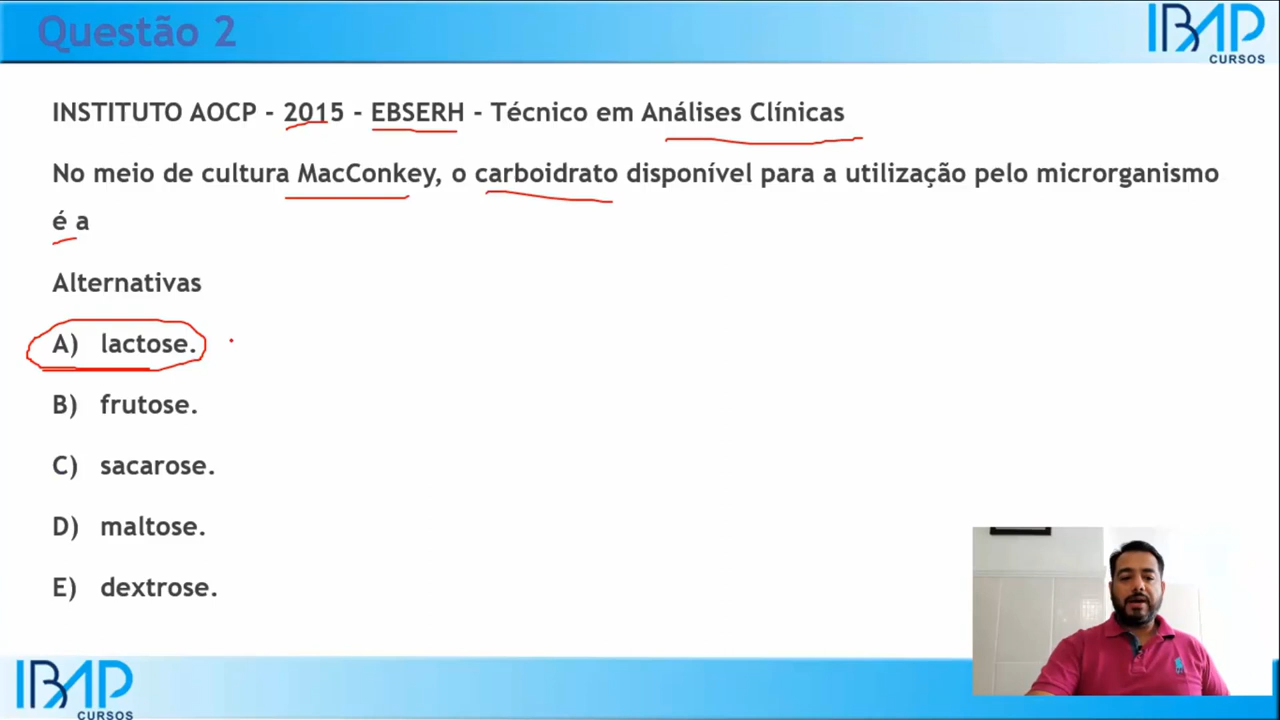 Questão 2
IBAP
CURSOS
INSTITUTO AOCP - 2015 - EBSERH - Técnico em Análises Clínicas
No meio de cultura MacConkey, o carboidrato disponível para a utilização pelo microrganismo
é a
Alternativas
A) lactose.
B) frutose.
C) sacarose.
D) maltose.
E) dextrose.
IBAP
CURSOS